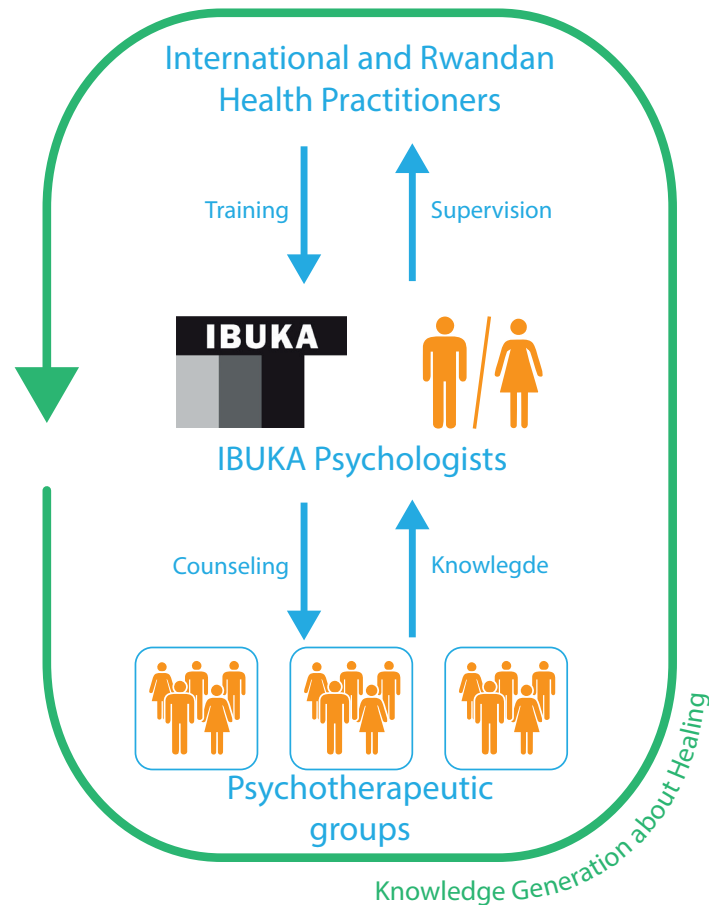 International and Rwandan
Health Practitioners
Training
Supervision
IBUKA
IBUKA Psychologists
Counseling
Knowlegde
Psychotherapeutic
groups
Knowledge Generation about Healing